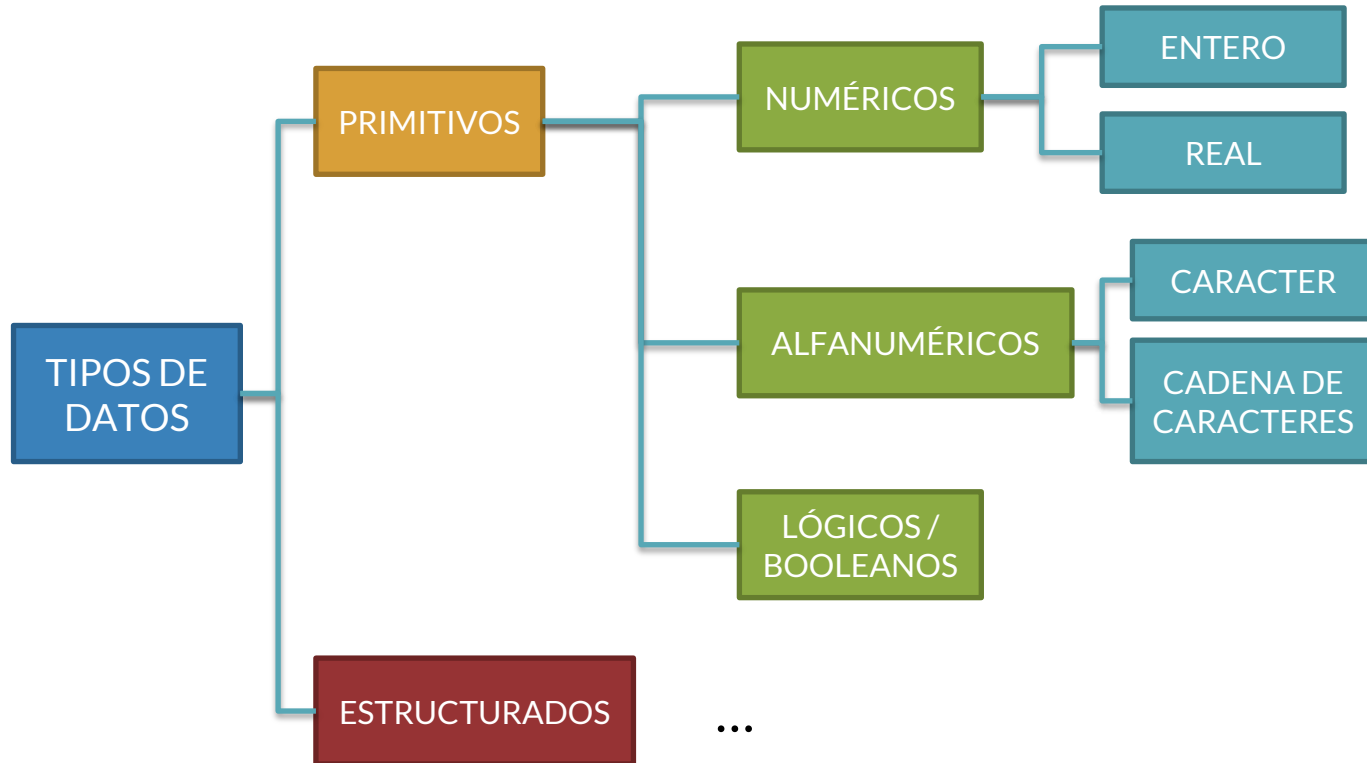 TIPOS DE
DATOS
PRIMITIVOS
NUMÉRICOS
ENTERO
REAL
ALFANUMÉRICOS
CARACTER
CADENA DE
CARACTERES
LÓGICOS /
BOOLEANOS
ESTRUCTURADOS
...